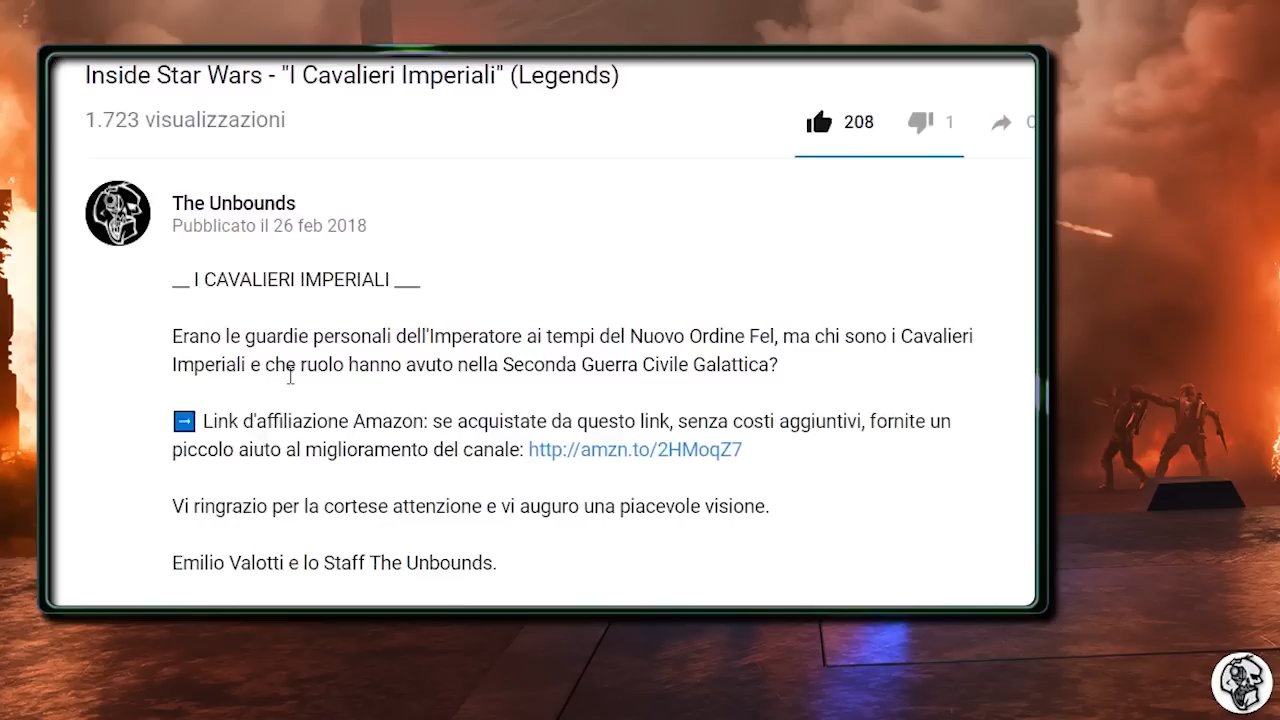 Inside Star Wars - "I Cavalieri Imperiali" (Legends)
1.723 visualizzazioni
208
1
The Unbounds
Pubblicato il 26 feb 2018
__ I CAVALIERI IMPERIALI ___
Erano le guardie personali dell'Imperatore ai tempi del Nuovo Ordine Fel, ma chi sono i Cavalieri
Imperiali e che ruolo hanno avuto nella Seconda Guerra Civile Galattica?
➡ Link d'affiliazione Amazon: se acquistate da questo link, senza costi aggiuntivi, fornite un
piccolo aiuto al miglioramento del canale: http://amzn.to/2HMoqZ7
Vi ringrazio per la cortese attenzione e vi auguro una piacevole visione.
Emilio Valotti e lo Staff The Unbounds.